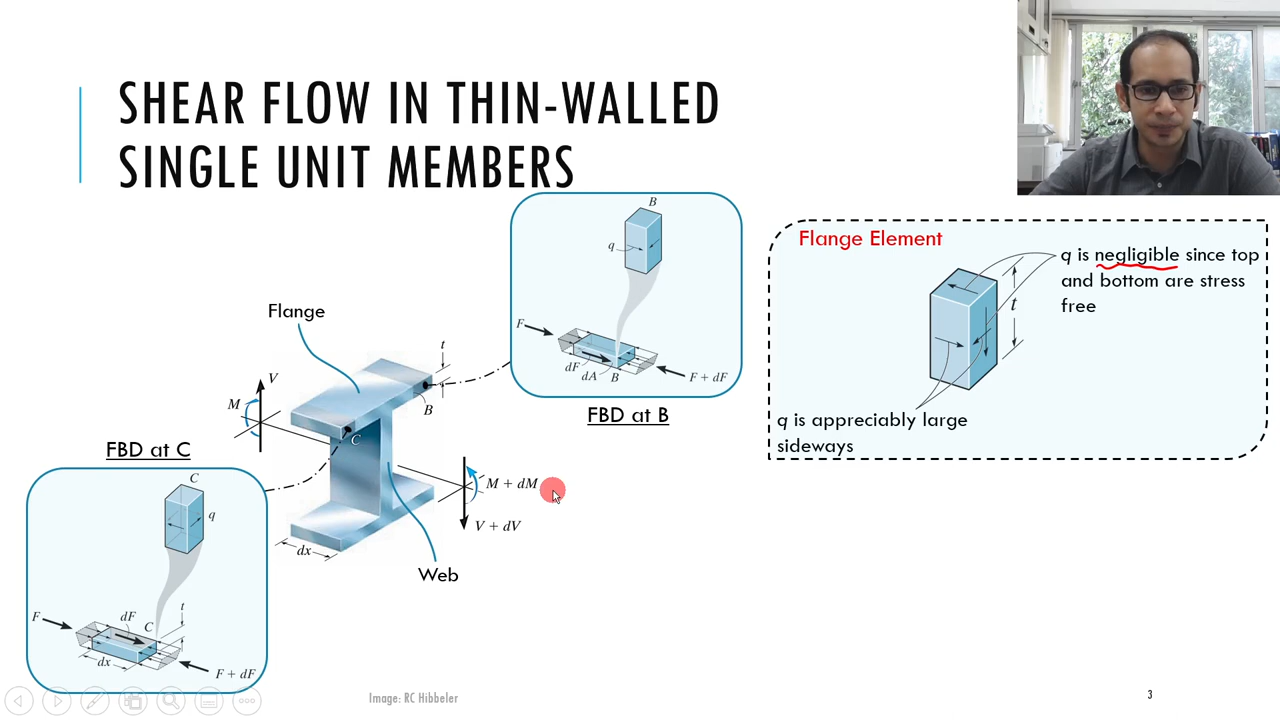 SHEAR FLOW IN THIN-WALLED
SINGLE UNIT MEMBERS
B
q
F
dF
dA
B
F + dF
FBD at B
Flange Element
q is negligible since top
and bottom are stress
free
t
q is appreciably large
sideways
Flange
t
V
M
B
C
M + dM
V + dV
dx
Web
FBD at C
C
q
F
dF
C
t
dx
F + dF
Image: RC Hibbeler
3